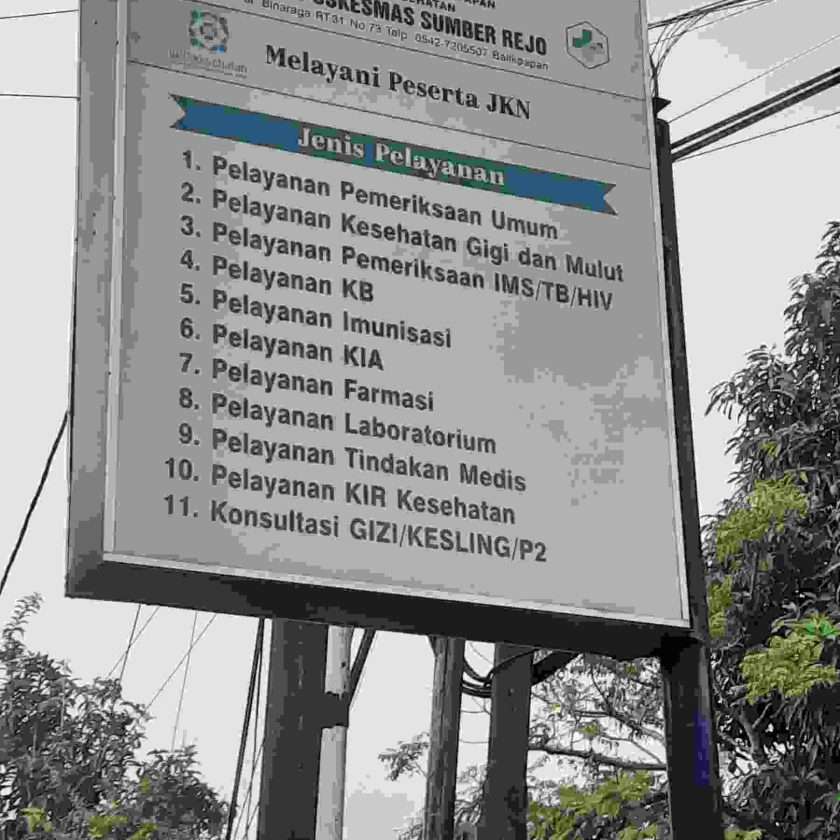 PUSKESMAS SUMBER REJO
Binaraga RT 31 No 73 Telp. 0542-7205507 Balikpapan
Melayani Peserta JKN
Jenis Pelayanan
1. Pelayanan Pemeriksaan Umum
2. Pelayanan Kesehatan Gigi dan Mulut
3. Pelayanan Pemeriksaan IMS/TB/HIV
4. Pelayanan KB
5. Pelayanan Imunisasi
6. Pelayanan KIA
7. Pelayanan Farmasi
8. Pelayanan Laboratorium
9. Pelayanan Tindakan Medis
10. Pelayanan KIR Kesehatan
11. Konsultasi GIZI/KESLING/P2